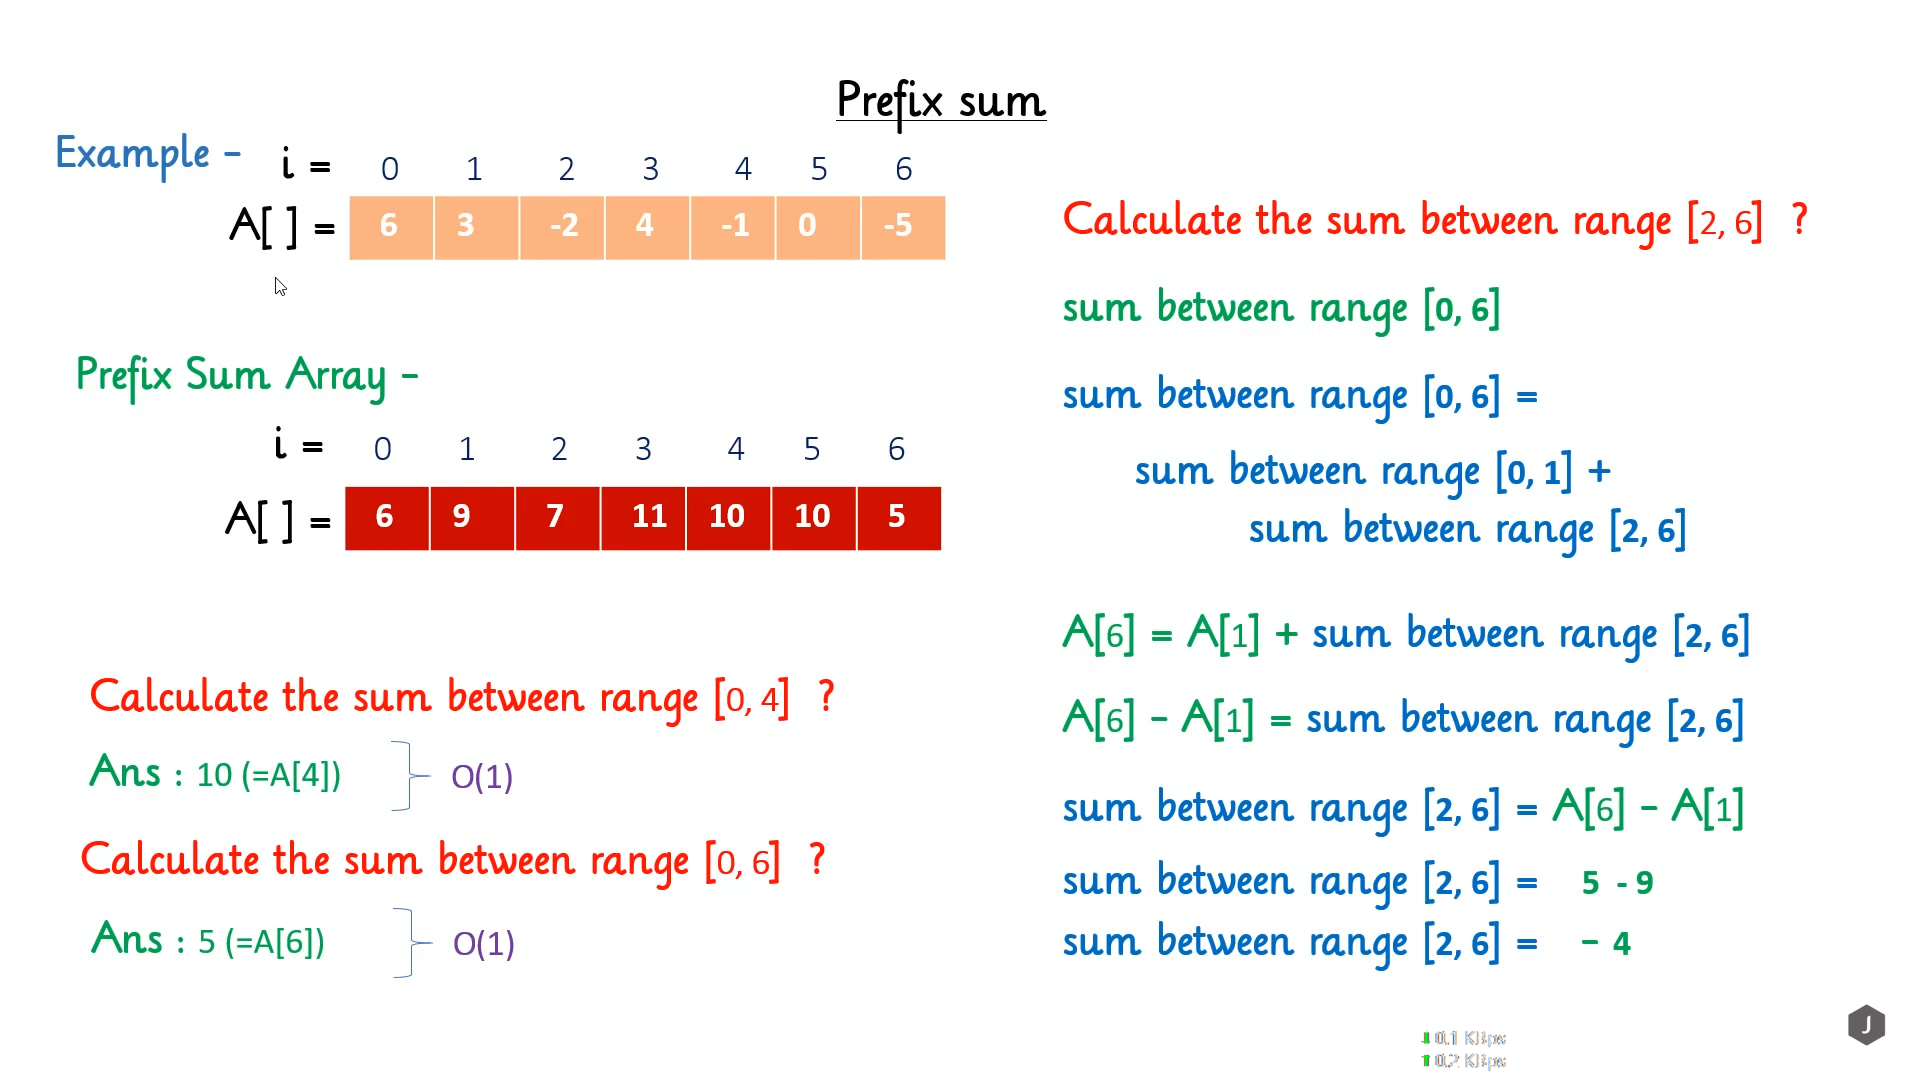 Prefix sum
Example -
i = 0 1 2 3 4 5 6
A[ ] = 6 3 -2 4 -1 0 -5
Prefix Sum Array -
i = 0 1 2 3 4 5 6
A[ ] = 6 9 7 11 10 10 5
Calculate the sum between range [0, 4] ?
Ans : 10 (=A[4]) O(1)
Calculate the sum between range [0, 6] ?
Ans : 5 (=A[6]) O(1)
Calculate the sum between range [2, 6] ?
sum between range [0, 6]
sum between range [0, 6] =
sum between range [0, 1] +
sum between range [2, 6]
A[6] = A[1] + sum between range [2, 6]
A[6] - A[1] = sum between range [2, 6]
sum between range [2, 6] = A[6] - A[1]
sum between range [2, 6] = 5 - 9
sum between range [2, 6] = - 4
J
0.1 KBps
0.2 KBps